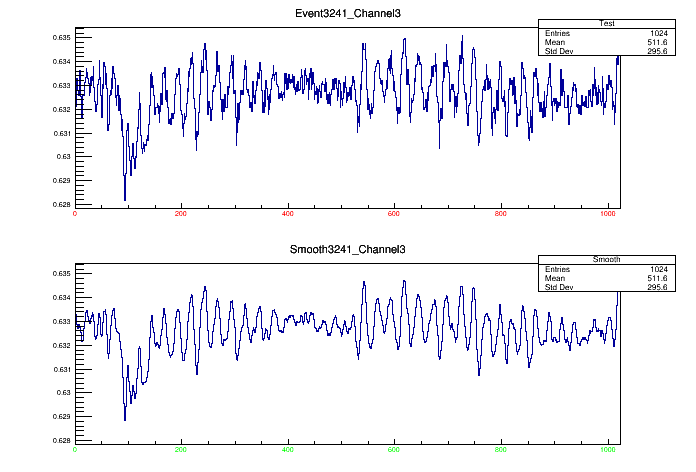 Event3241_Channel3
Test
Entries 1024
Mean 511.6
Std Dev 295.6
0.635
0.634
0.633
0.632
0.631
0.63
0.629
0.628
0 200 400 600 800 1000
Smooth3241_Channel3
Smooth
Entries 1024
Mean 511.6
Std Dev 295.6
0.635
0.634
0.633
0.632
0.631
0.63
0.629
0.628
0 200 400 600 800 1000